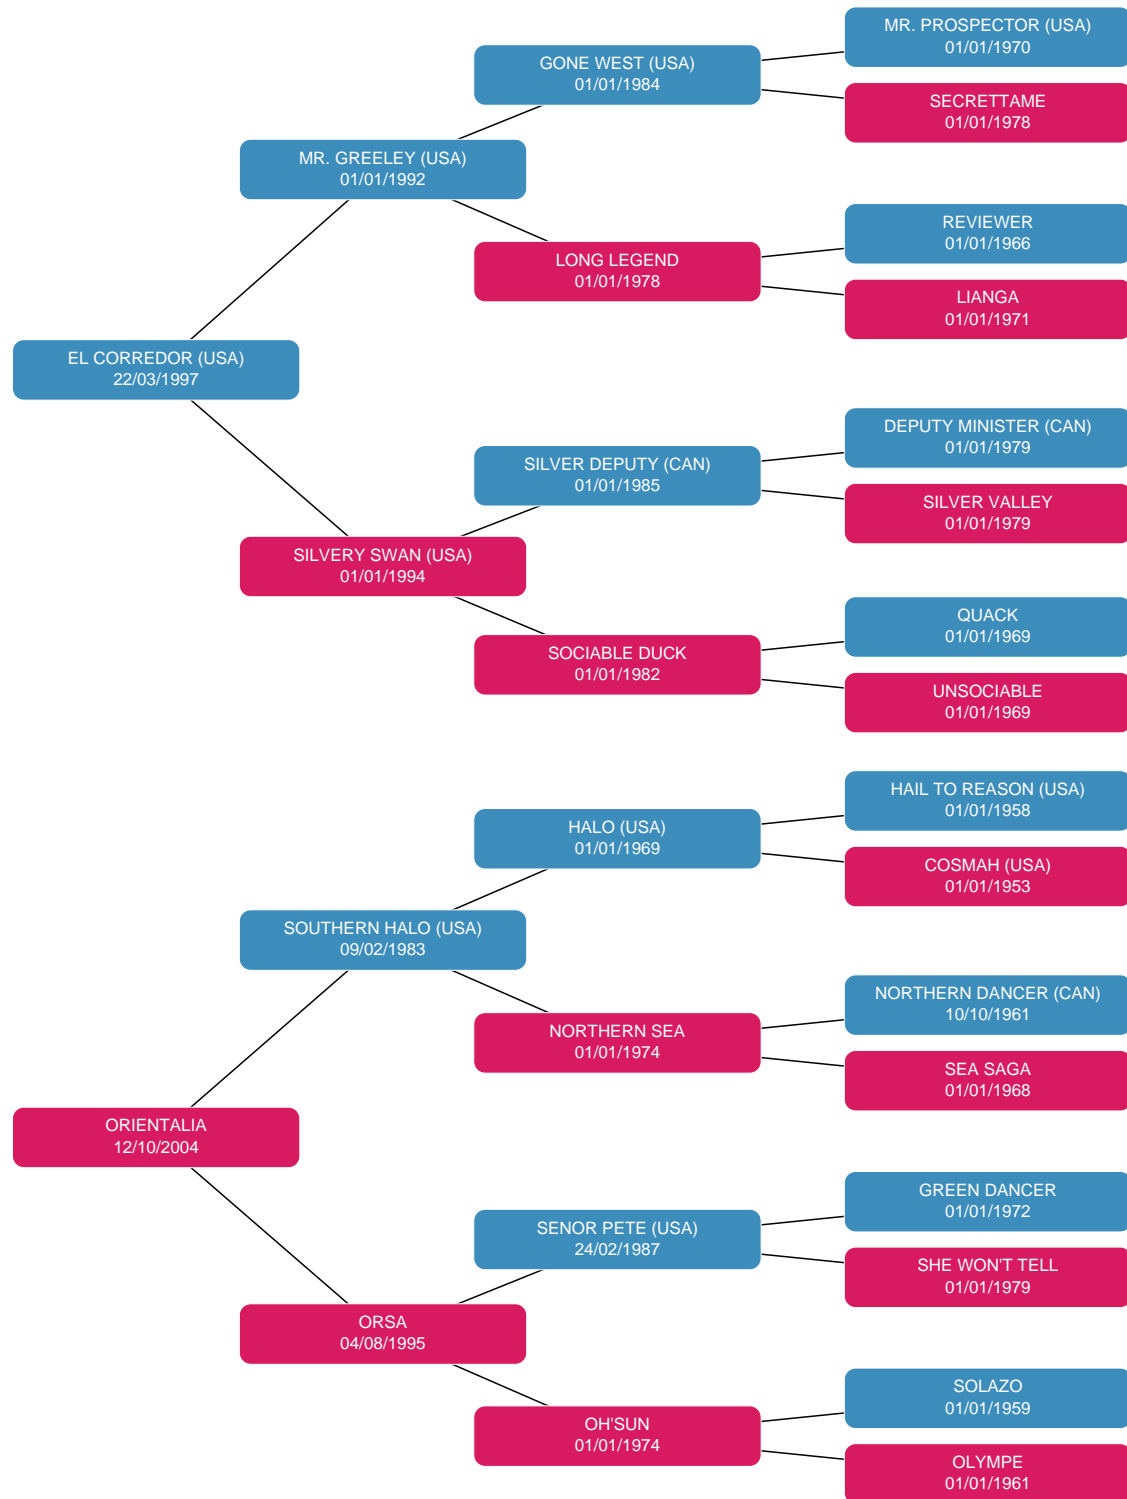 MR. PROSPECTOR (USA)
01/01/1970
GONE WEST (USA)
01/01/1984
SECRETTAME
01/01/1978
MR. GREELEY (USA)
01/01/1992
REVIEWER
01/01/1966
LONG LEGEND
01/01/1978
LIANGA
01/01/1971
EL CORREDOR (USA)
22/03/1997
DEPUTY MINISTER (CAN)
01/01/1979
SILVER DEPUTY (CAN)
01/01/1985
SILVER VALLEY
01/01/1979
SILVERY SWAN (USA)
01/01/1994
QUACK
01/01/1969
SOCIABLE DUCK
01/01/1982
UNSOCIABLE
01/01/1969
HAIL TO REASON (USA)
01/01/1958
HALO (USA)
01/01/1969
COSMAH (USA)
01/01/1953
SOUTHERN HALO (USA)
09/02/1983
NORTHERN DANCER (CAN)
10/10/1961
NORTHERN SEA
01/01/1974
SEA SAGA
01/01/1968
ORIENTALIA
12/10/2004
GREEN DANCER
01/01/1972
SENOR PETE (USA)
24/02/1987
SHE WON'T TELL
01/01/1979
ORSA
04/08/1995
SOLAZO
01/01/1959
OH'SUN
01/01/1974
OLYMPE
01/01/1961